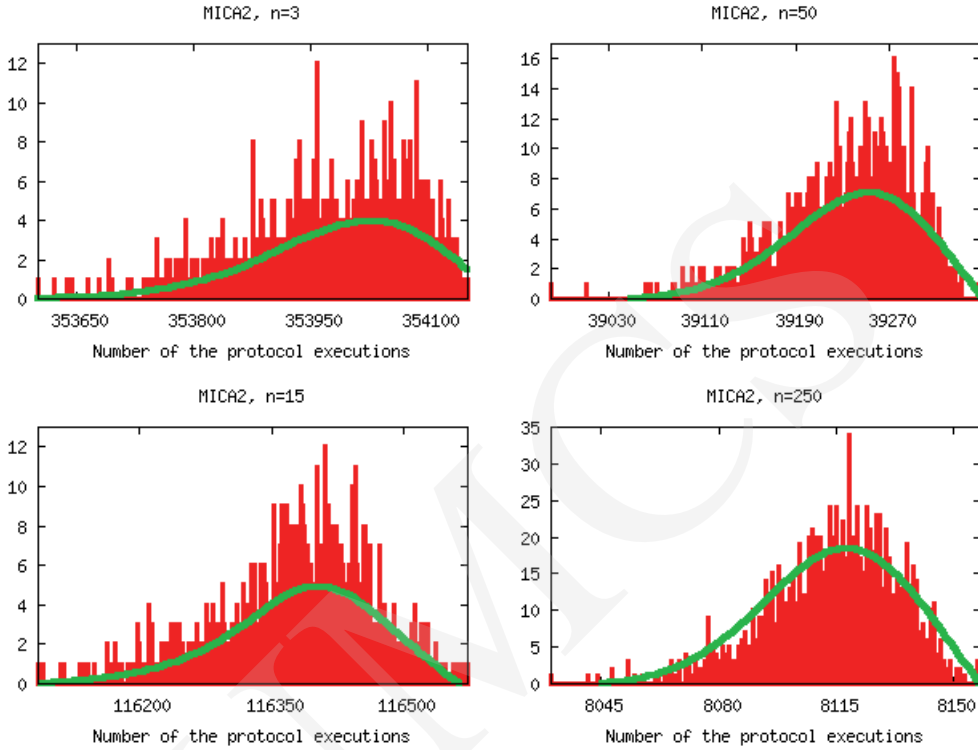 MICA2, n=3
12
10
8
6
4
2
0
353650 353800 353950 354100
Number of the protocol executions
MICA2, n=50
16
14
12
10
8
6
4
2
0
39030 39110 39190 39270
Number of the protocol executions
MICA2, n=15
12
10
8
6
4
2
0
116200 116350 116500
Number of the protocol executions
MICA2, n=250
35
30
25
20
15
10
5
0
8045 8080 8115 8150
Number of the protocol executions
UMCS